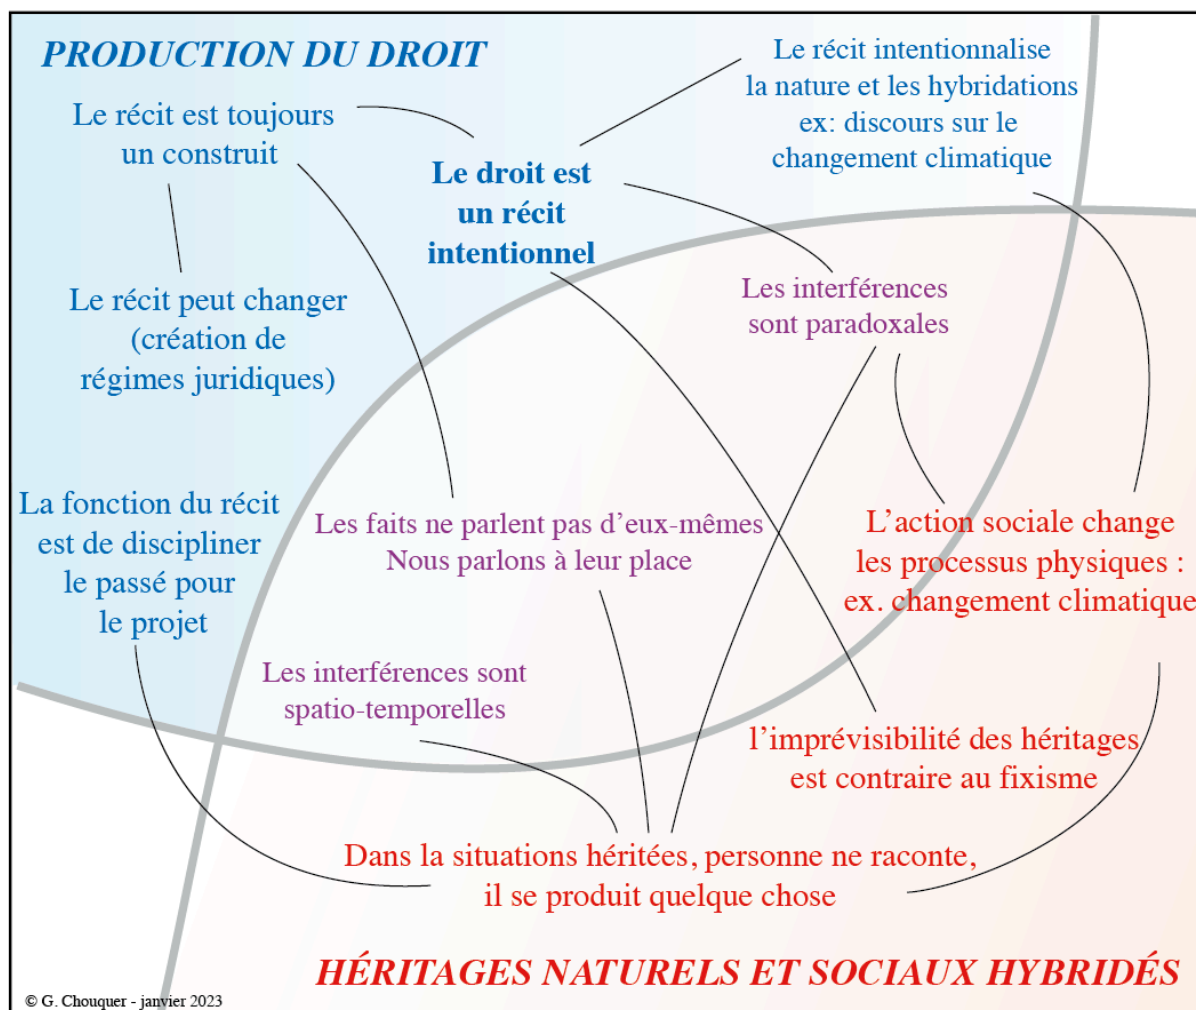 PRODUCTION DU DROIT
Le récit est toujours
un construit
Le récit intentionnalise
la nature et les hybridations
ex: discours sur le
changement climatique
Le droit est
un récit
intentionnel
Le récit peut changer
(création de
régimes juridiques)
Les interférences
sont paradoxales
La fonction du récit
est de discipliner
le passé pour
le projet
Les faits ne parlent pas d'eux-mêmes
Nous parlons à leur place
L'action sociale change
les processus physiques :
ex. changement climatique
Les interférences sont
spatio-temporelles
l'imprévisibilité des héritages
est contraire au fixisme
Dans la situations héritées, personne ne raconte,
il se produit quelque chose
HÉRITAGES NATURELS ET SOCIAUX HYBRIDÉS
© G. Chouquer - janvier 2023